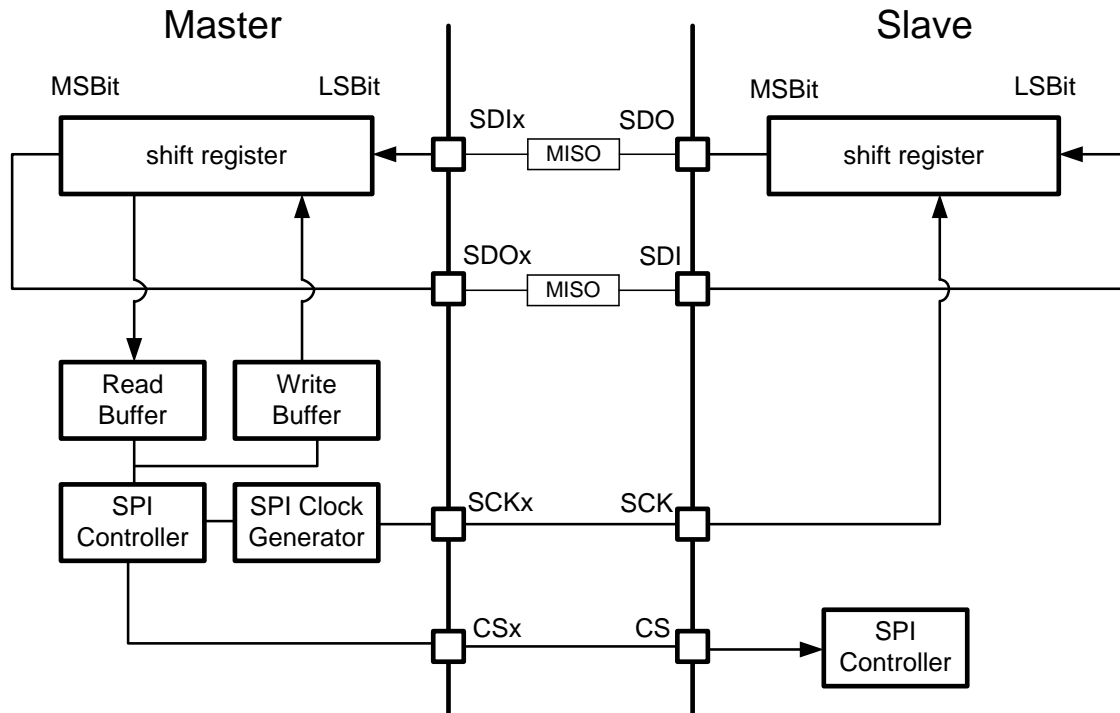 Master
Slave
MSBit
LSBit
MSBit
LSBit
SDIx
SDO
shift register
MISO
shift register
SDOx
SDI
MISO
Read
Buffer
Write
Buffer
SPI
Controller
SPI Clock
Generator
SCKx
SCK
CSx
CS
SPI
Controller